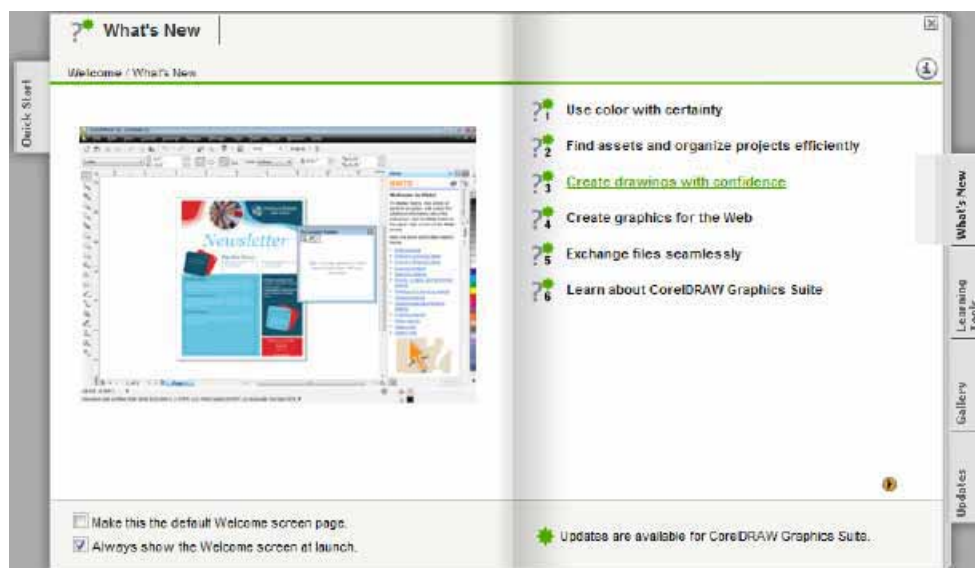 What's New
Welcome / What's New
Quick Start
Newsletter
Use color with certainty
Find assets and organize projects efficiently
Create drawings with confidence
Create graphics for the Web
Exchange files seamlessly
Learn about CorelDRAW Graphics Suite
What's New
Learning
Tools
Gallery
Updates
Make this the default Welcome screen page.
Always show the Welcome screen at launch.
Updates are available for CorelDRAW Graphics Suite.